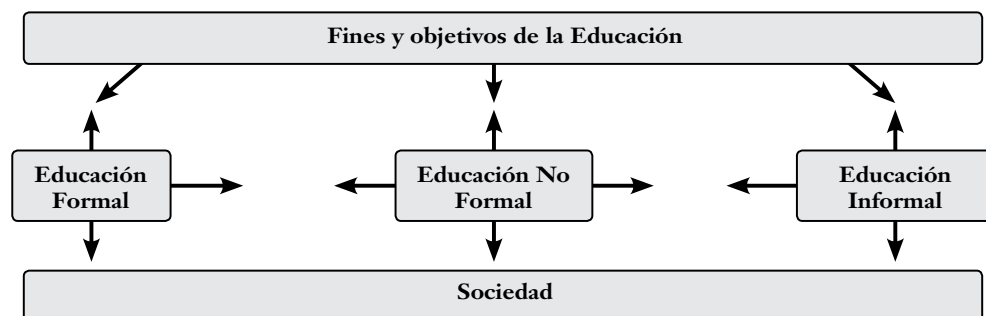 Fines y objetivos de la Educación
Educación
Formal
Educación No
Formal
Educación
Informal
Sociedad